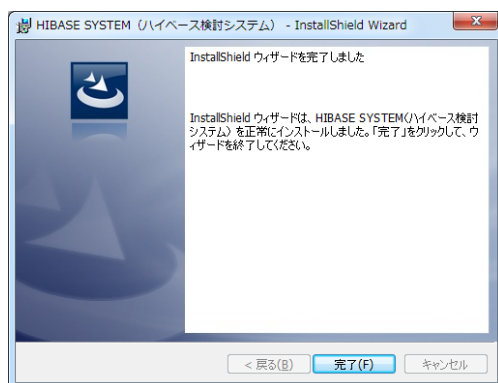 HIBASE SYSTEM（ハイベース検討システム） - InstallShield Wizard
InstallShield ウィザードを完了しました
InstallShield ウィザードは、HIBASE SYSTEM(ハイベース検討
システム）を正常にインストールしました。「完了」をクリックして、ウ
ィザードを終了してください。
< 戻る(B)
完了(F)
キャンセル